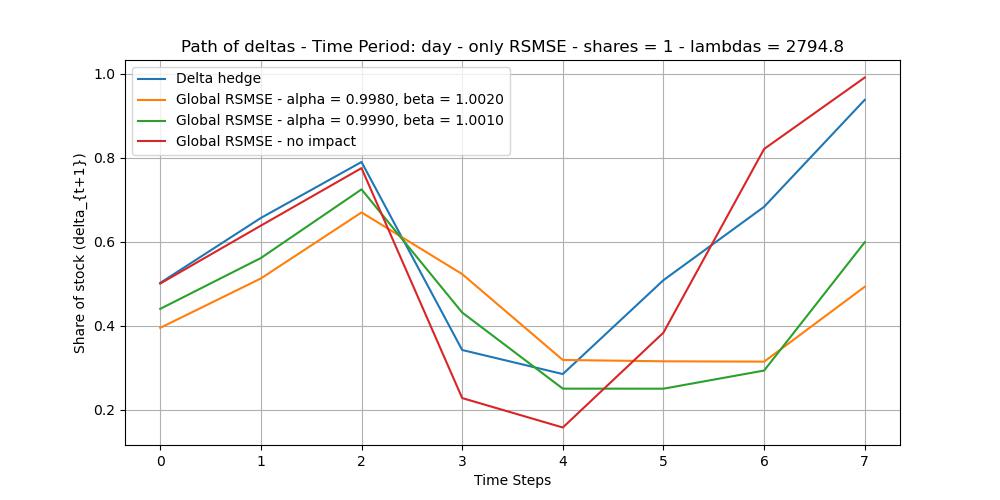 Path of deltas - Time Period: day - only RSMSE - shares = 1 - lambdas = 2794.8
Delta hedge
Global RSMSE - alpha = 0.9980, beta = 1.0020
Global RSMSE - alpha = 0.9990, beta = 1.0010
Global RSMSE - no impact
Share of stock (delta_{t+1})
1.0
0.8
0.6
0.4
0.2
0 1 2 3 4 5 6 7
Time Steps